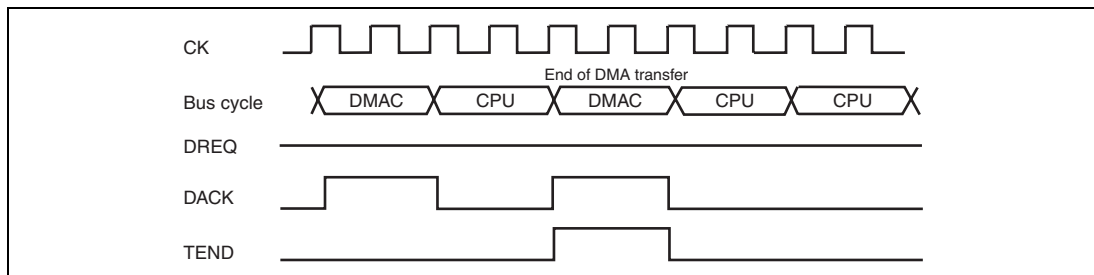 CK
End of DMA transfer
Bus cycle DMAC CPU DMAC CPU CPU
DREQ
DACK
TEND